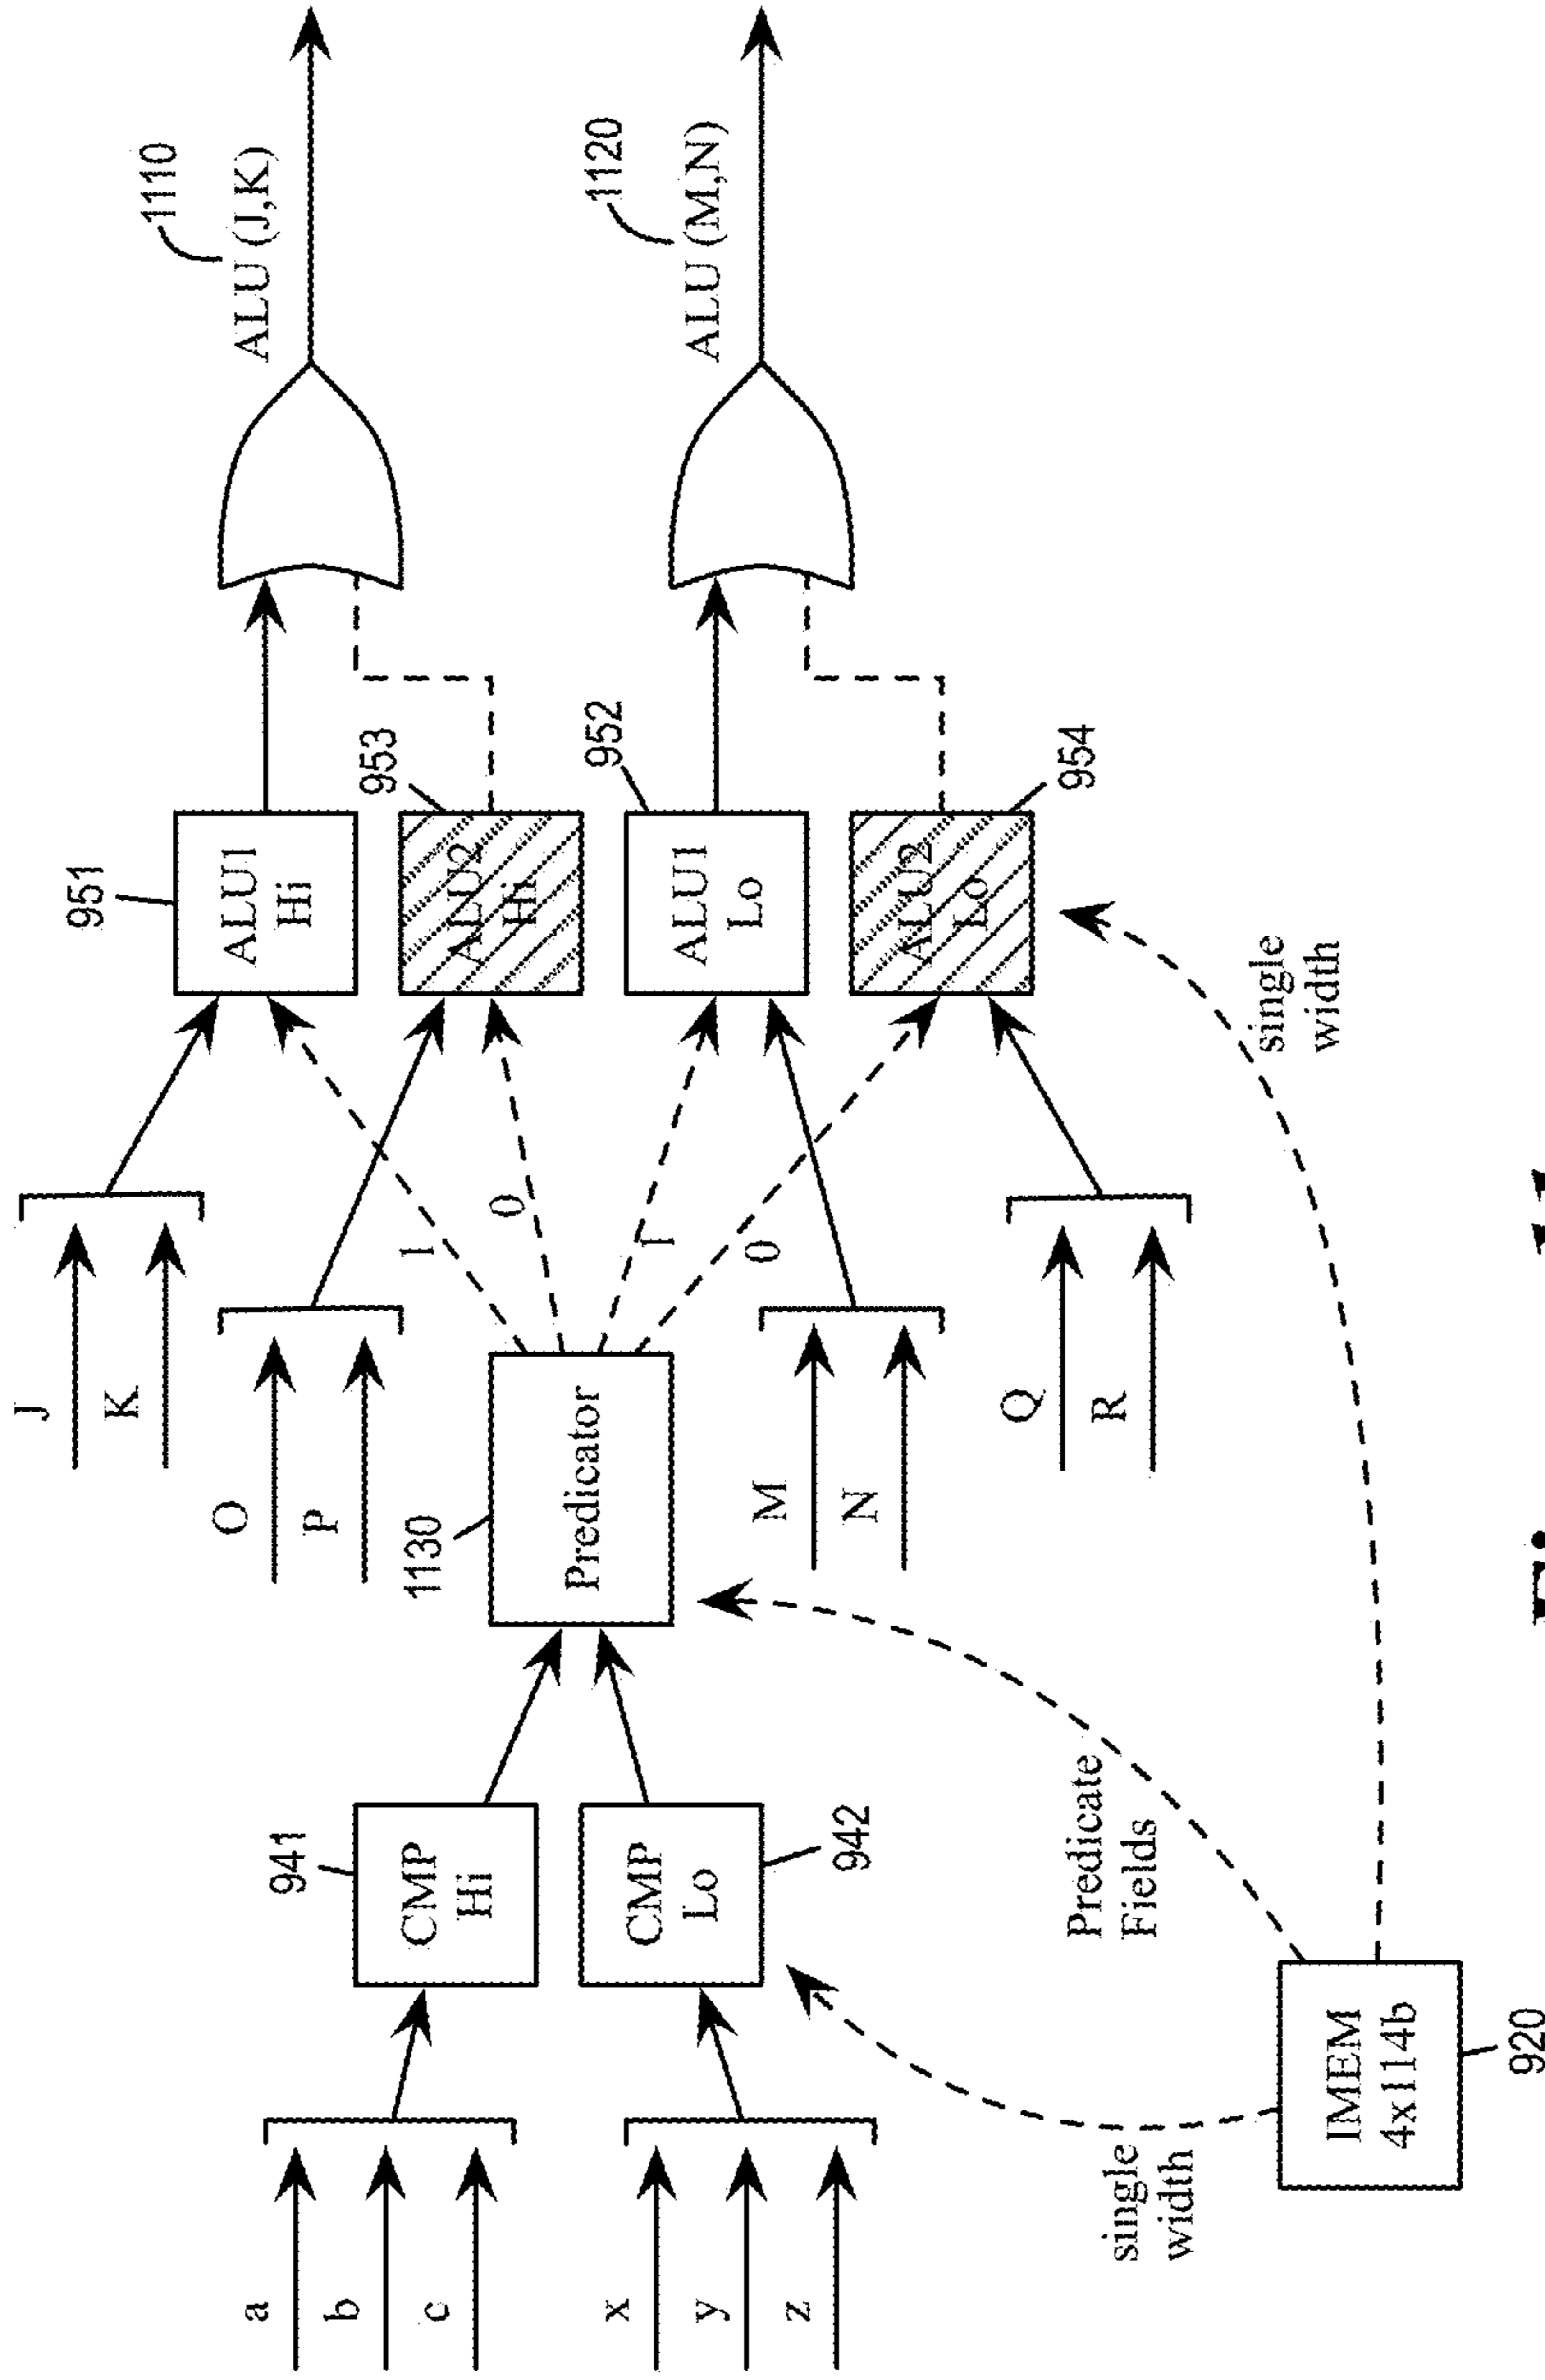 J
K
1110
ALU (J,K)
951
ALU1
Hi
O
P
a
b
c
941
CMP
Hi
1130
Predicator
1
0
1
0
953
ALU2
Hi
x
y
z
CMP
Lo
942
952
ALU1
Lo
1120
ALU (M,N)
M
N
ALU2
Lo
954
Q
R
single
width
Predicate
Fields
single
width
IMEM
4x114b
920